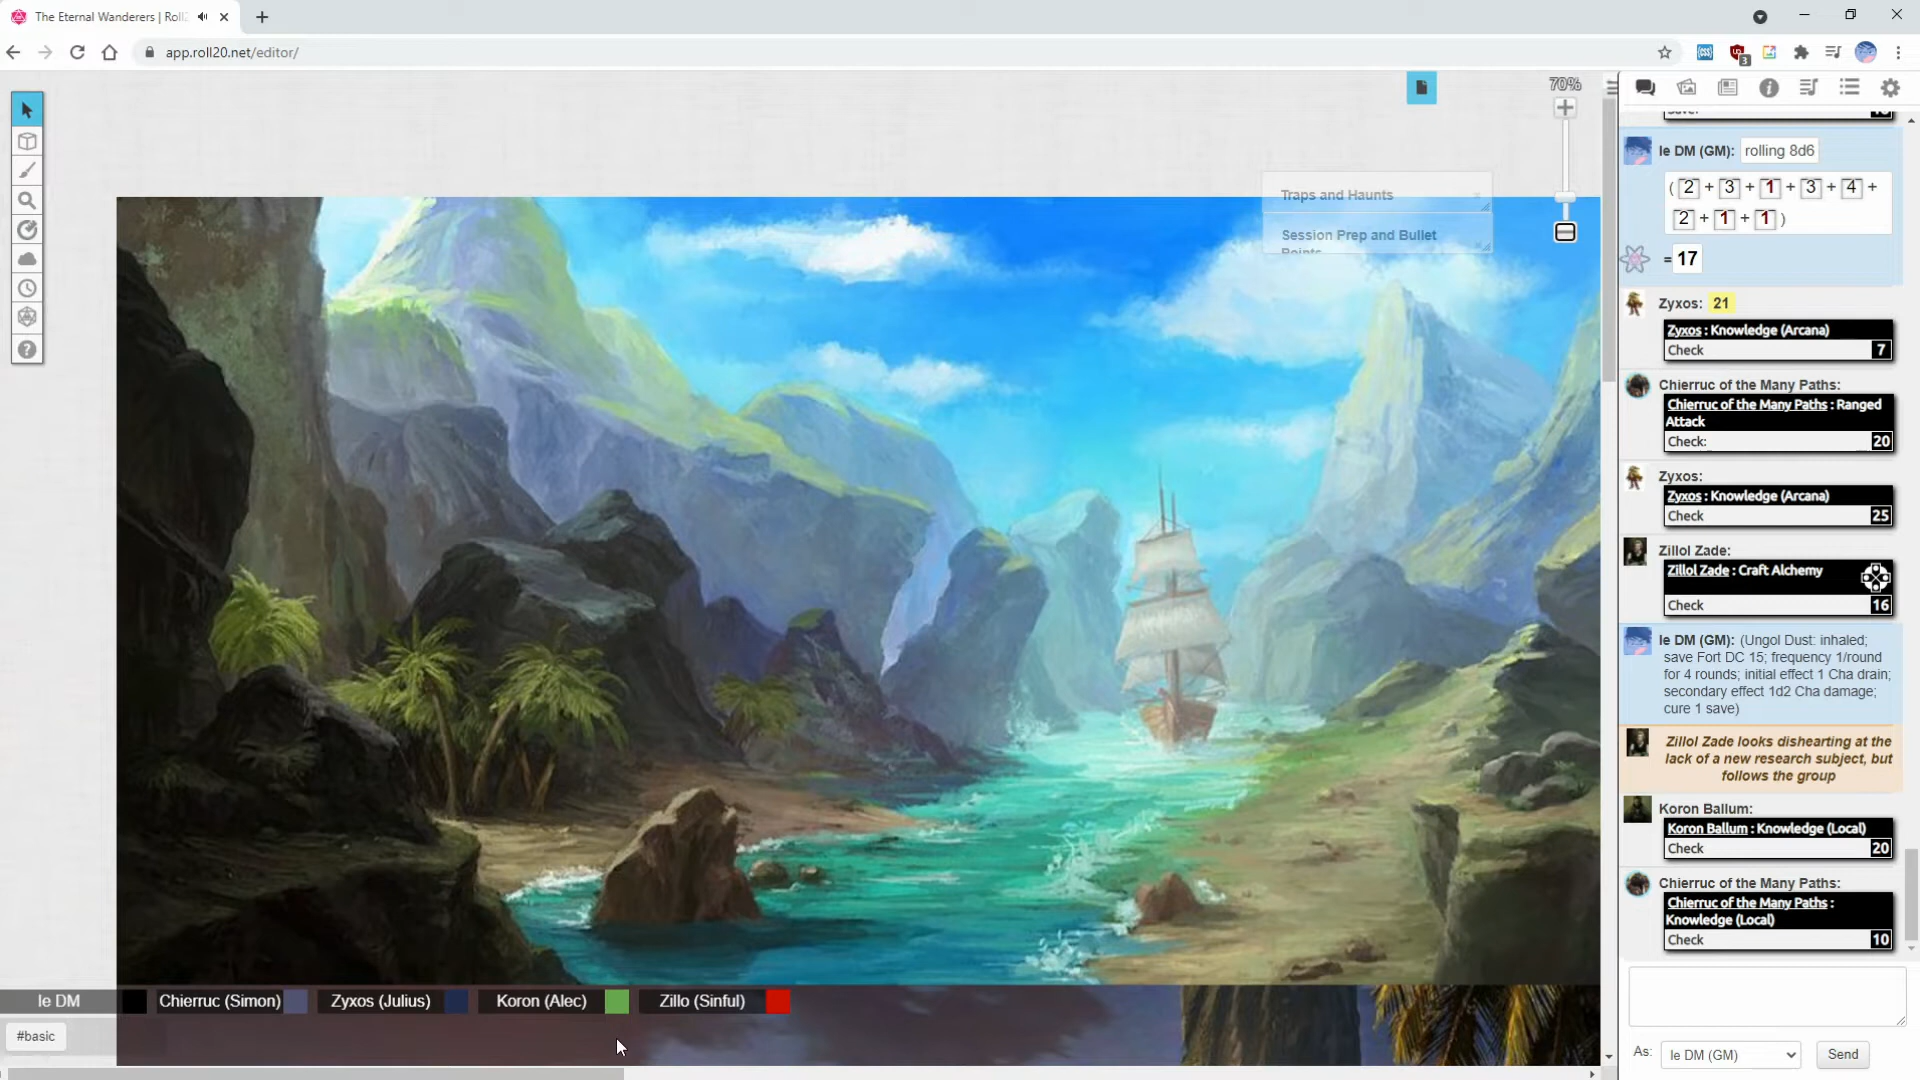 The Eternal Wanderers | Roll
app.roll20.net/editor/
3
70%
Traps and Haunts
Session Prep and Bullet
Points
le DM (GM): rolling 8d6
( 2 + 3 + 1 + 3 + 4 +
2 + 1 + 1 )
= 17
Zyxos: 21
Zyxos : Knowledge (Arcana)
Check 7
Chierruc of the Many Paths:
Chierruc of the Many Paths : Ranged
Attack
Check: 20
Zyxos:
Zyxos : Knowledge (Arcana)
Check 25
Zillol Zade:
Zillol Zade : Craft Alchemy
Check 16
le DM (GM): (Ungol Dust: inhaled;
save Fort DC 15; frequency 1/round
for 4 rounds; initial effect 1 Cha drain;
secondary effect 1d2 Cha damage;
cure 1 save)
Zillol Zade looks dishearting at the
lack of a new research subject, but
follows the group
Koron Ballum:
Koron Ballum : Knowledge (Local)
Check 20
Chierruc of the Many Paths:
Chierruc of the Many Paths :
Knowledge (Local)
Check 10
le DM Chierruc (Simon) Zyxos (Julius) Koron (Alec) Zillo (Sinful)
#basic
As: le DM (GM) Send